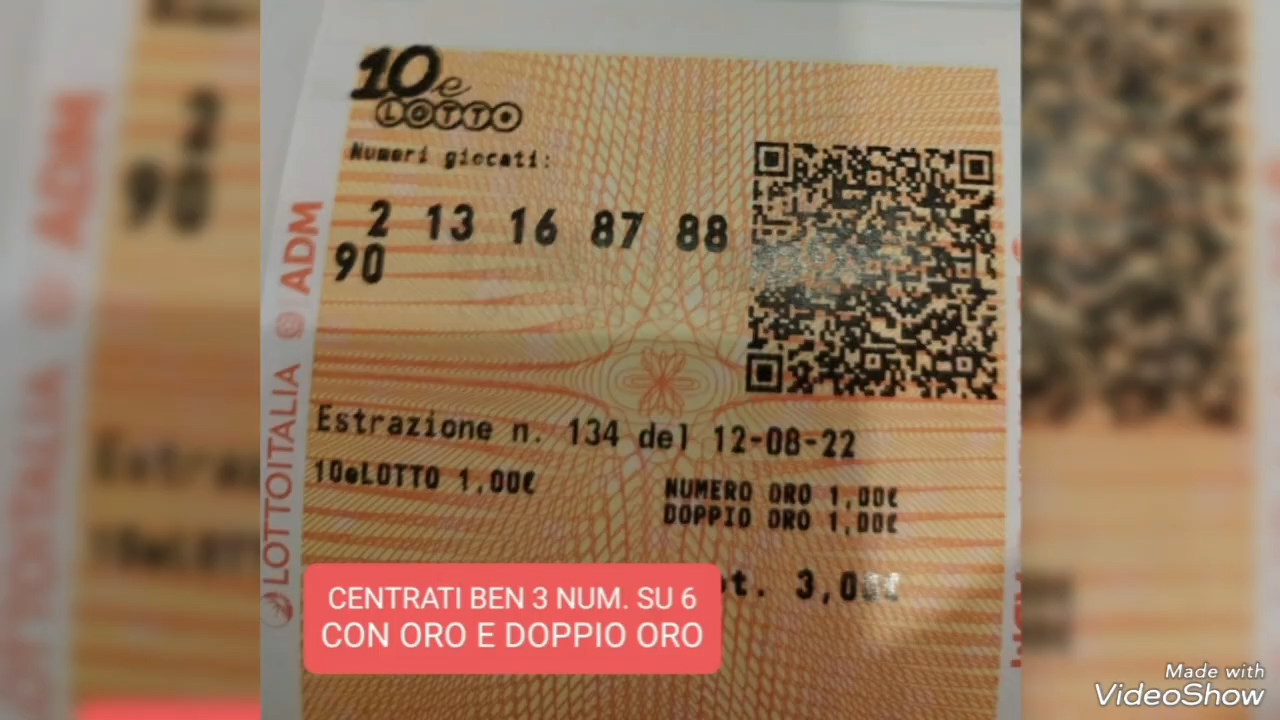 10e
LOTTO
Numeri giocati:
2 13 16 87 88
90
LOTTOITALIA ADM
Estrazione n. 134 del 12-08-22
10eLOTTO 1,00€
NUMERO ORO 1,00€
DOPPIO ORO 1,00€
3,00€
CENTRATI BEN 3 NUM. SU 6
CON ORO E DOPPIO ORO
Made with
VideoShow